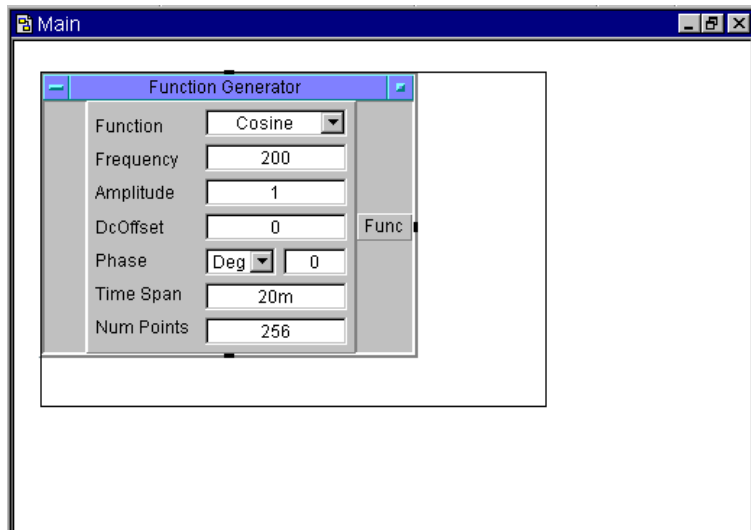 Main
Function Generator
Function Cosine
Frequency 200
Amplitude 1
DcOffset 0
Func
Phase Deg 0
Time Span 20m
Num Points 256